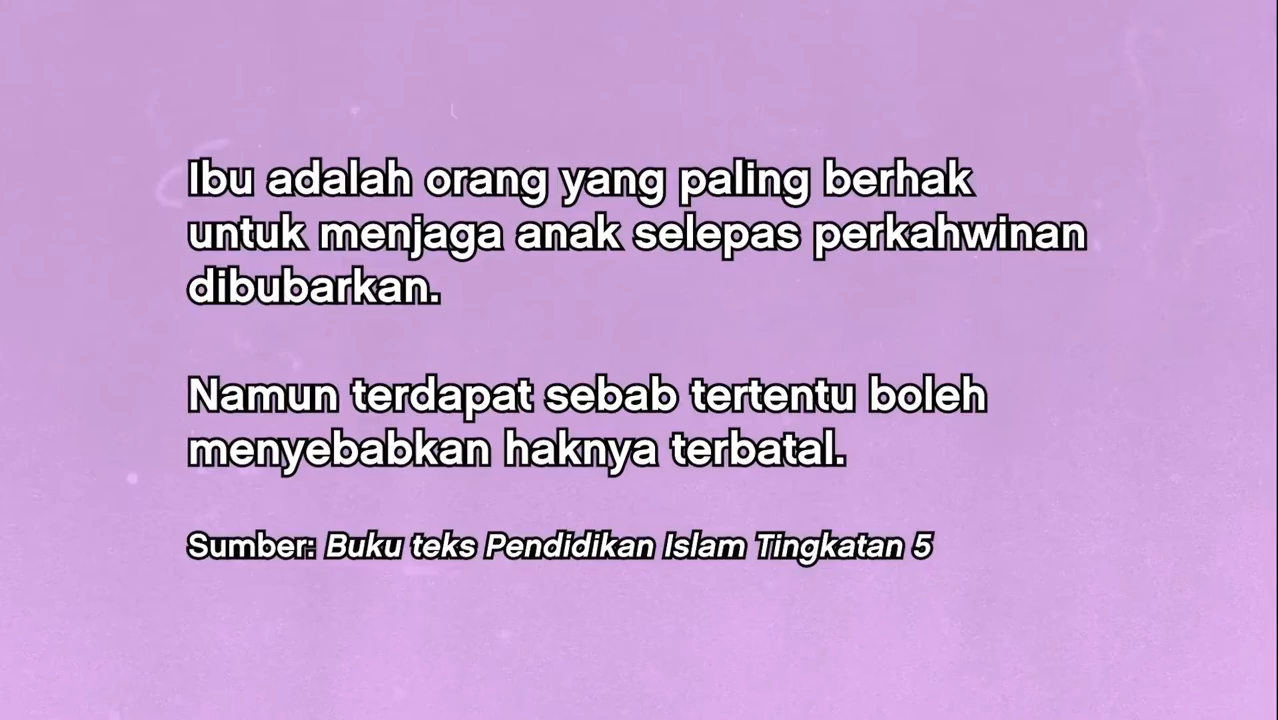 Ibu adalah orang yang paling berhak
untuk menjaga anak selepas perkahwinan
dibubarkan.
Namun terdapat sebab tertentu boleh
menyebabkan haknya terbatal.
Sumber: Buku teks Pendidikan Islam Tingkatan 5